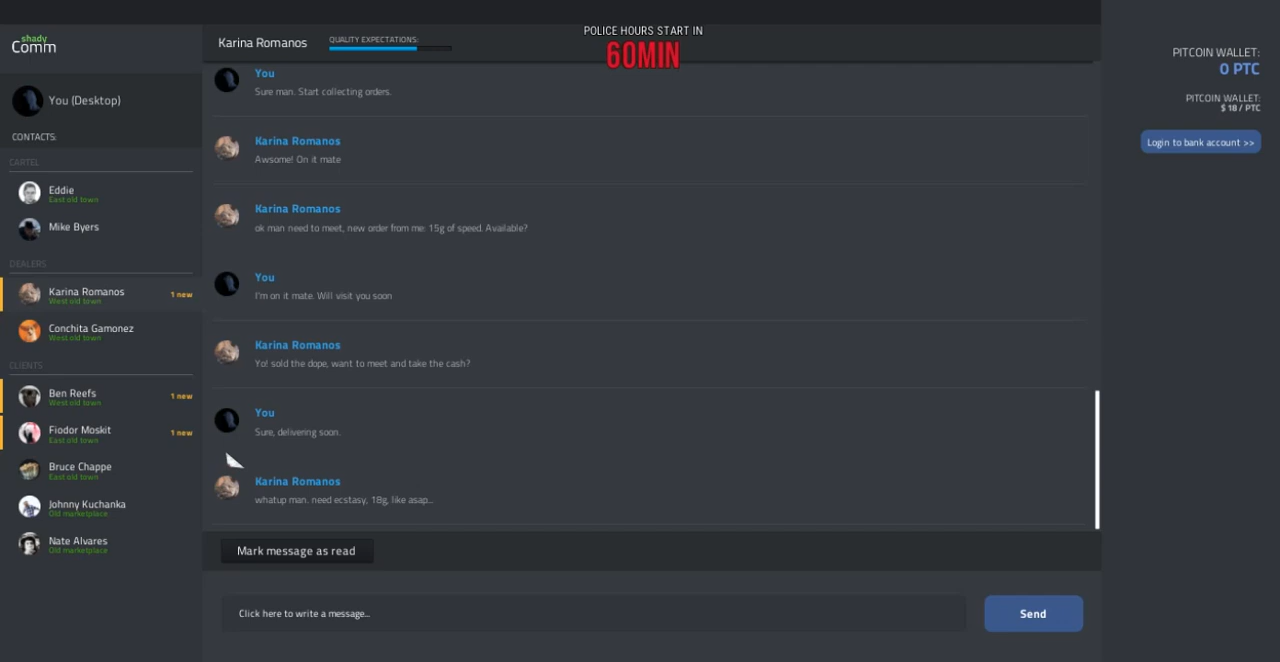 shady
Comm
You (Desktop)
CONTACTS:
CARTEL
Eddie
East old town
Mike Byers
DEALERS
Karina Romanos
1 new
West old town
Conchita Gamonez
West old town
CLIENTS
Ben Reefs
1 new
West old town
Fiodor Moskit
1 new
East old town
Bruce Chappe
East old town
Johnny Kuchanka
Old marketplace
Nate Alvares
Old marketplace
Karina Romanos
QUALITY EXPECTATIONS:
POLICE HOURS START IN
60MIN
You
Sure man. Start collecting orders.
Karina Romanos
Awsome! On it mate
Karina Romanos
ok man need to meet, new order from me: 15g of speed. Available?
You
I'm on it mate. Will visit you soon
Karina Romanos
Yo! sold the dope, want to meet and take the cash?
You
Sure, delivering soon.
Karina Romanos
whatup man. need ecstasy, 18g, like asap...
Mark message as read
Click here to write a message...
Send
PITCOIN WALLET:
0 PTC
PITCOIN WALLET:
$ 18 / PTC
Login to bank account >>